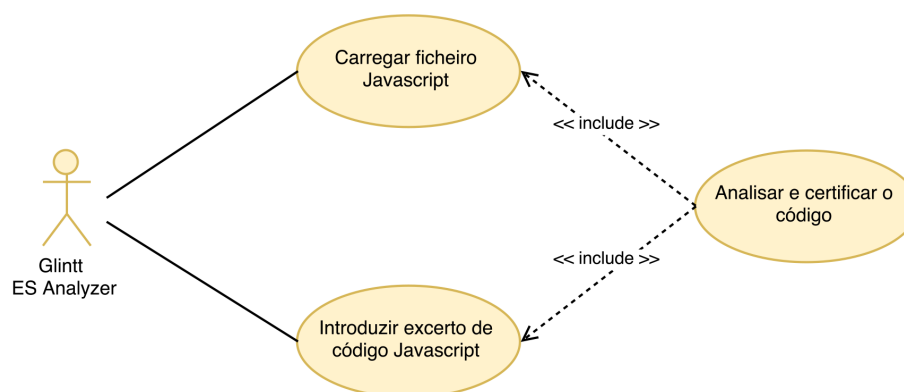 Carregar ficheiro
Javascript
<< include >>
Analisar e certificar o
código
<< include >>
Glintt
ES Analyzer
Introduzir excerto de
código Javascript